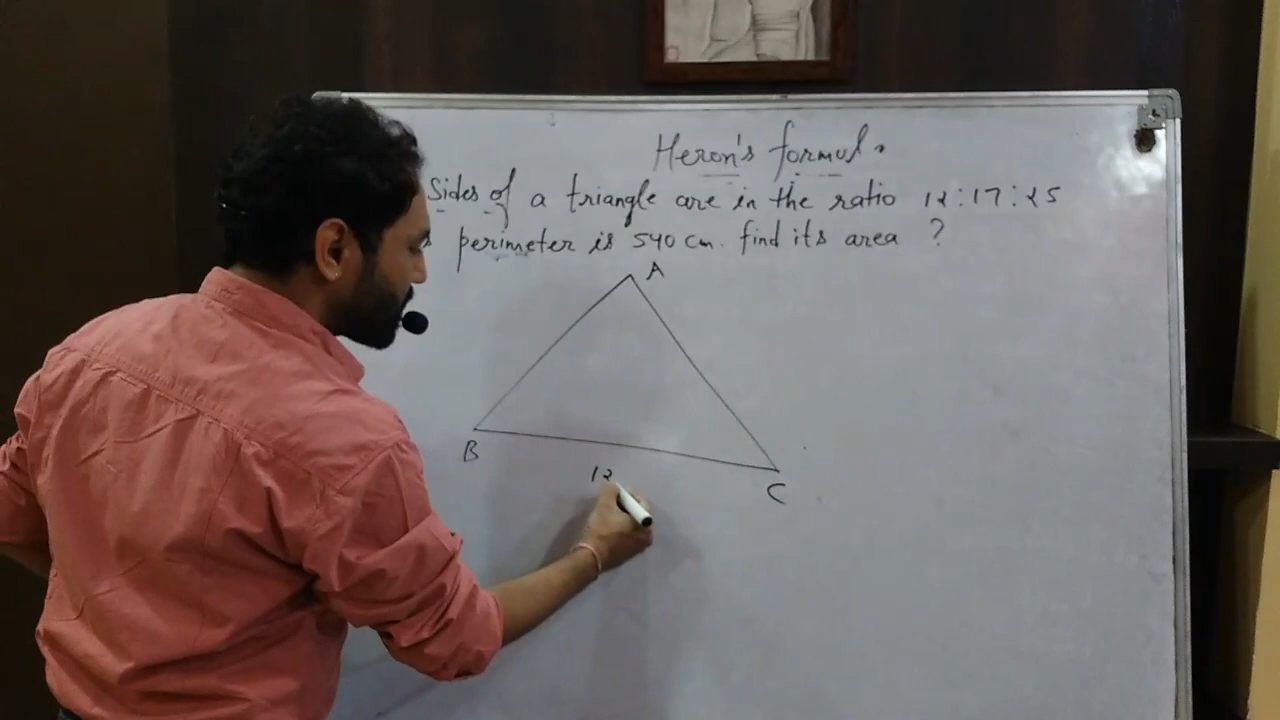 Heron's formul
Sides of a triangle are in the ratio 12:17:25
perimeter is 540 cm. find its area ?
A
B
12
C